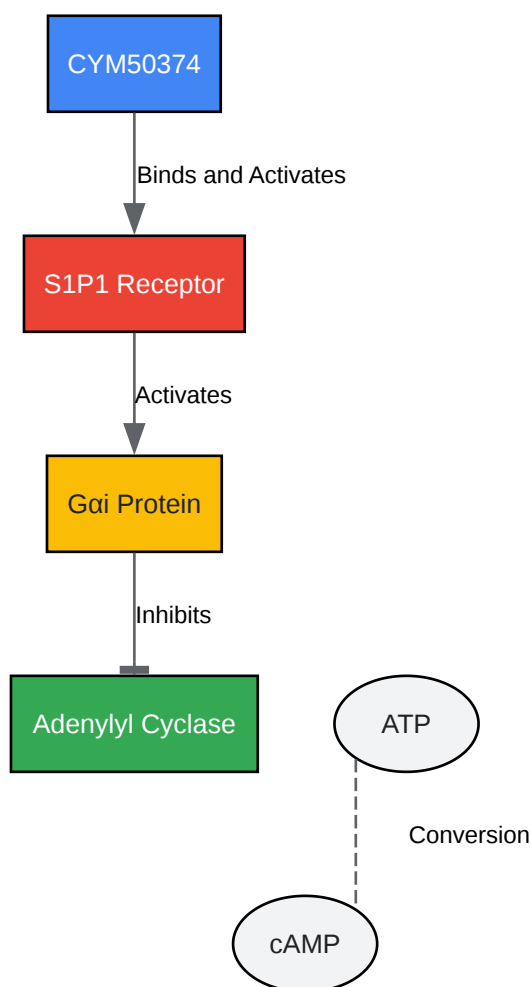 CYM50374
Binds and Activates
S1P1 Receptor
Activates
Gαi Protein
Inhibits
Adenylyl Cyclase
ATP
Conversion
cAMP